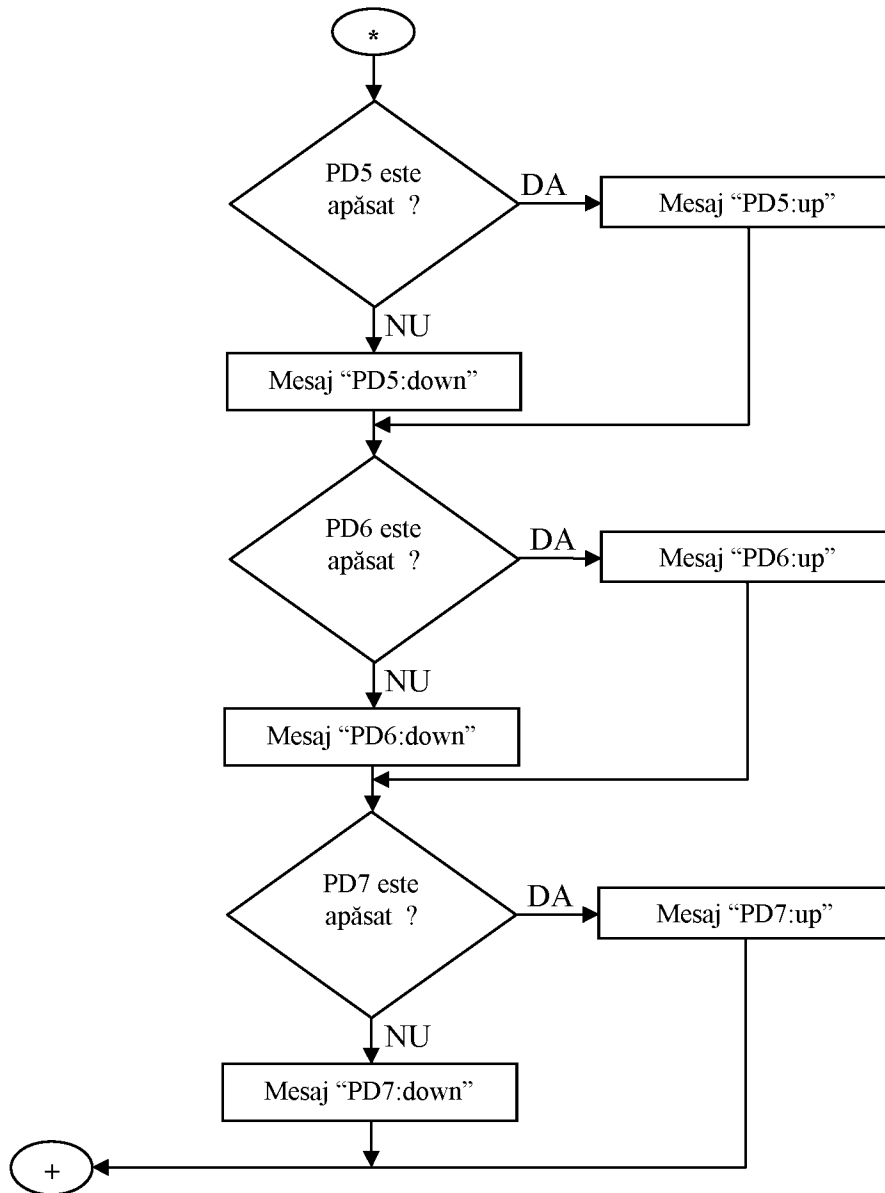 *
PD5 este
apăsat ?
DA
Mesaj “PD5:up”
NU
Mesaj “PD5:down”
PD6 este
apăsat ?
DA
Mesaj “PD6:up”
NU
Mesaj “PD6:down”
PD7 este
apăsat ?
DA
Mesaj “PD7:up”
NU
Mesaj “PD7:down”
+